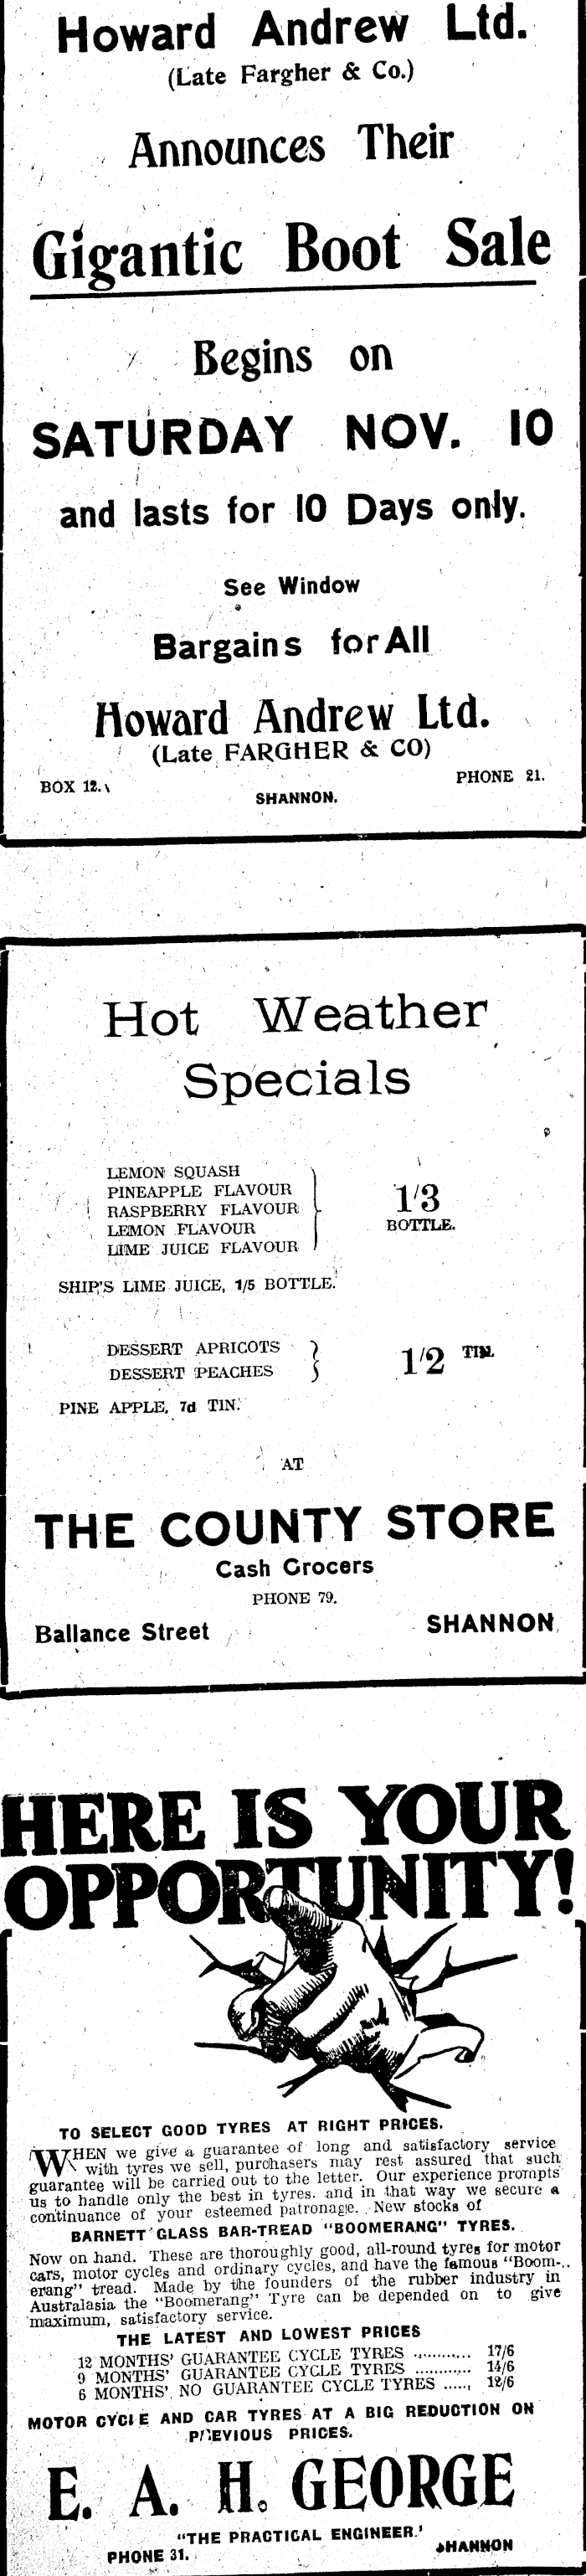 Howard Andrew Ltd.
(Late Fargher & Co.)
Announces Their
Gigantic Boot Sale
Begins on
SATURDAY NOV. 10
and lasts for 10 Days only.
See Window
Bargains for All
Howard Andrew Ltd.
(Late FARGHER & CO)
BOX 12. PHONE 21.
SHANNON.
Hot Weather
Specials
LEMON SQUASH
PINEAPPLE FLAVOUR
RASPBERRY FLAVOUR
LEMON FLAVOUR
LIME JUICE FLAVOUR
1/3
BOTTLE.
SHIP'S LIME JUICE, 1/5 BOTTLE.
DESSERT APRICOTS
DESSERT PEACHES
1/2 TIN.
PINE APPLE, 7d TIN.
AT
THE COUNTY STORE
Cash Grocers
PHONE 79.
Ballance Street SHANNON
HERE IS YOUR
OPPORTUNITY!
TO SELECT GOOD TYRES AT RIGHT PRICES.
WHEN we give a guarantee of long and satisfactory service
with tyres we sell, purchasers may rest assured that such
guarantee will be carried out to the letter. Our experience prompts
us to handle only the best in tyres. and in that way we secure a
continuance of your esteemed patronage. New stocks of
BARNETT GLASS BAR-TREAD "BOOMERANG" TYRES.
Now on hand. These are thoroughly good, all-round tyres for motor
cars, motor cycles and ordinary cycles, and have the famous "Boom-
erang" tread. Made by the founders of the rubber industry in
Australasia the "Boomerang" Tyre can be depended on to give
maximum, satisfactory service.
THE LATEST AND LOWEST PRICES
12 MONTHS' GUARANTEE CYCLE TYRES ........... 17/6
9 MONTHS' GUARANTEE CYCLE TYRES ........... 14/6
6 MONTHS' NO GUARANTEE CYCLE TYRES ....., 12/6
MOTOR CYCLE AND CAR TYRES AT A BIG REDUCTION ON
PREVIOUS PRICES.
E. A. H. GEORGE
"THE PRACTICAL ENGINEER.'
PHONE 31. SHANNON